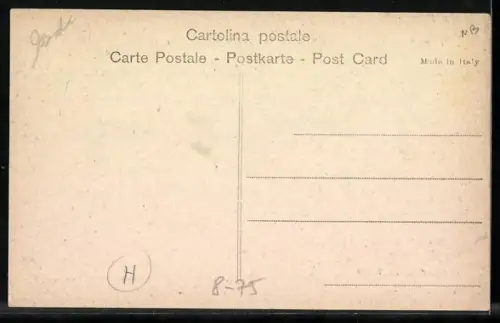 Cartolina postale
Carte Postale - Postkarte - Post Card
Made in Italy
H
8-75